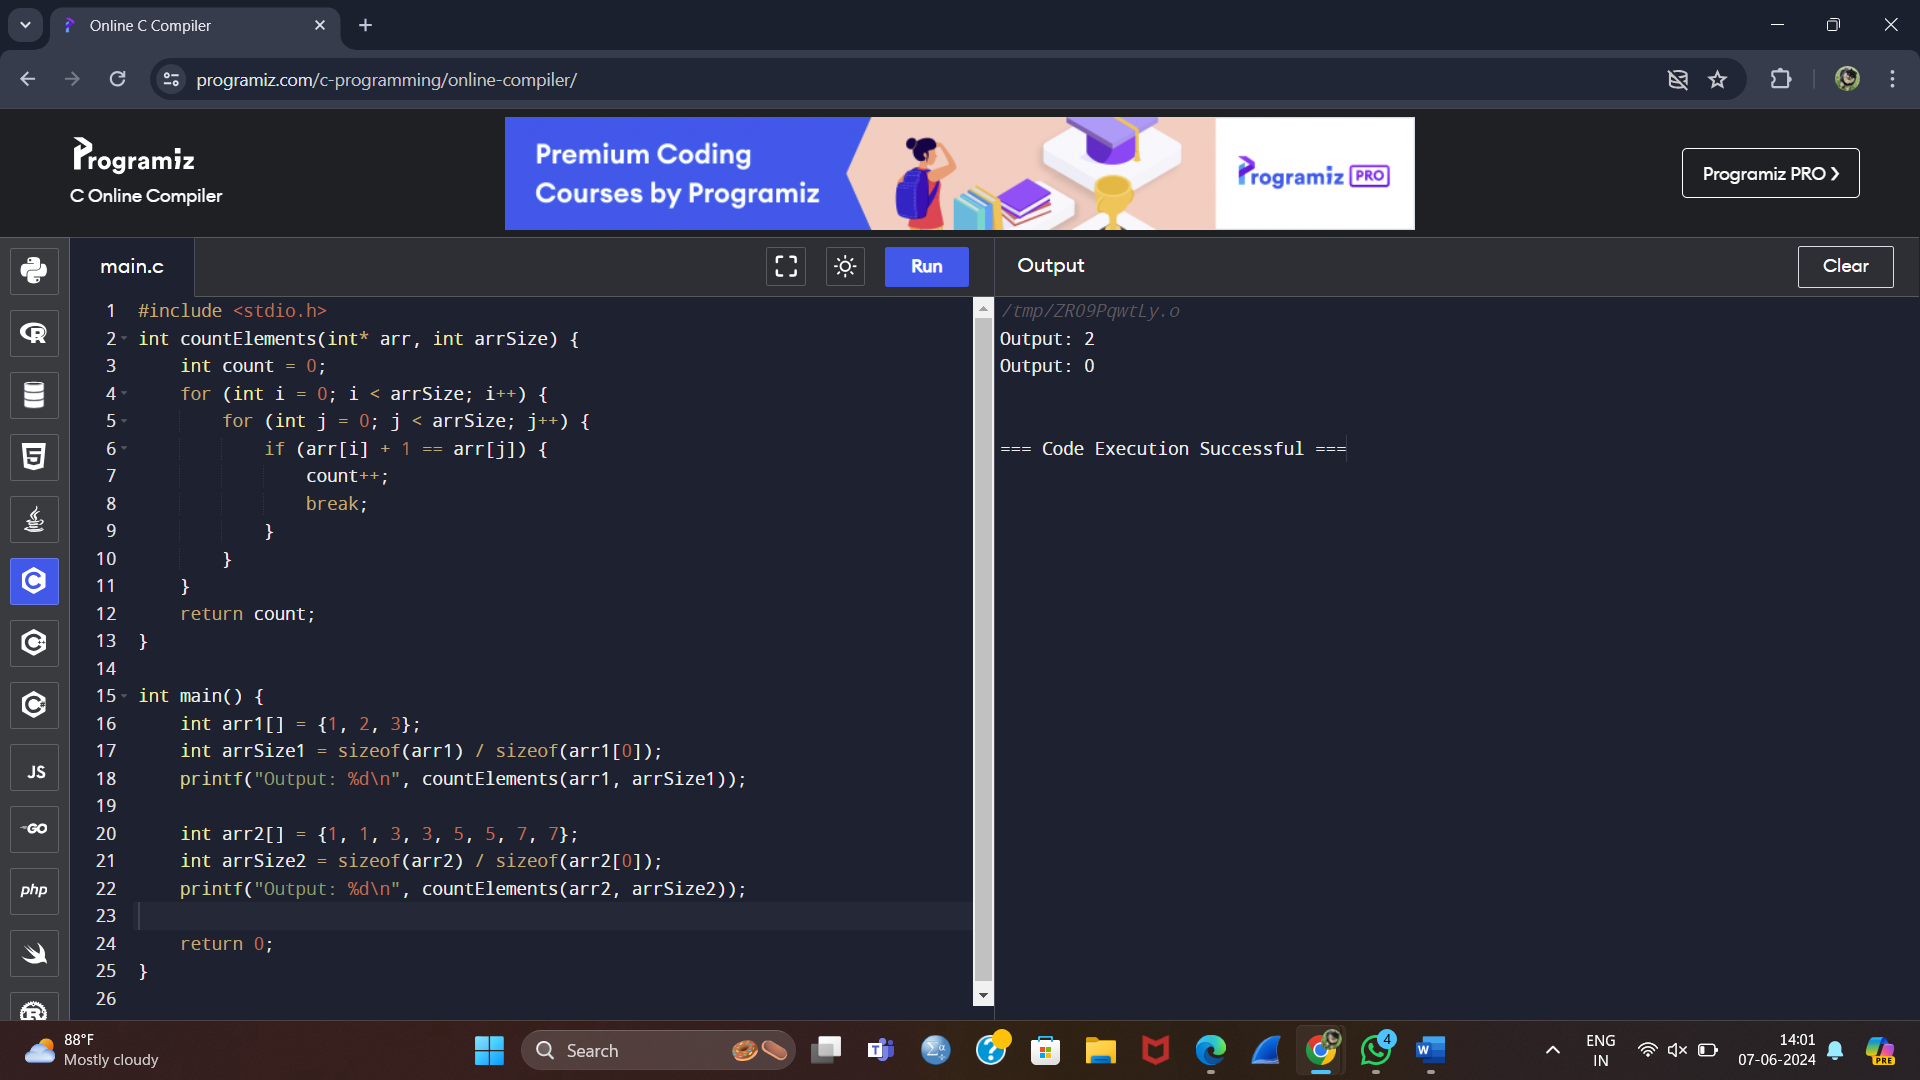 Online C Compiler
programiz.com/c-programming/online-compiler/
Programiz
C Online Compiler
Premium Coding
Courses by Programiz
Programiz PRO
Programiz PRO ❯
main.c
Run
Output
Clear
1 #include <stdio.h>
2 int countElements(int* arr, int arrSize) {
3     int count = 0;
4     for (int i = 0; i < arrSize; i++) {
5         for (int j = 0; j < arrSize; j++) {
6             if (arr[i] + 1 == arr[j]) {
7                 count++;
8                 break;
9             }
10         }
11     }
12     return count;
13 }
14
15 int main() {
16     int arr1[] = {1, 2, 3};
17     int arrSize1 = sizeof(arr1) / sizeof(arr1[0]);
18     printf("Output: %d\n", countElements(arr1, arrSize1));
19
20     int arr2[] = {1, 1, 3, 3, 5, 5, 7, 7};
21     int arrSize2 = sizeof(arr2) / sizeof(arr2[0]);
22     printf("Output: %d\n", countElements(arr2, arrSize2));
23
24     return 0;
25 }
26
/tmp/ZRO9PqwtLy.o
Output: 2
Output: 0
=== Code Execution Successful ===
JS
GO
php
88°F
Mostly cloudy
Search
4
ENG
IN
14:01
07-06-2024
PRE